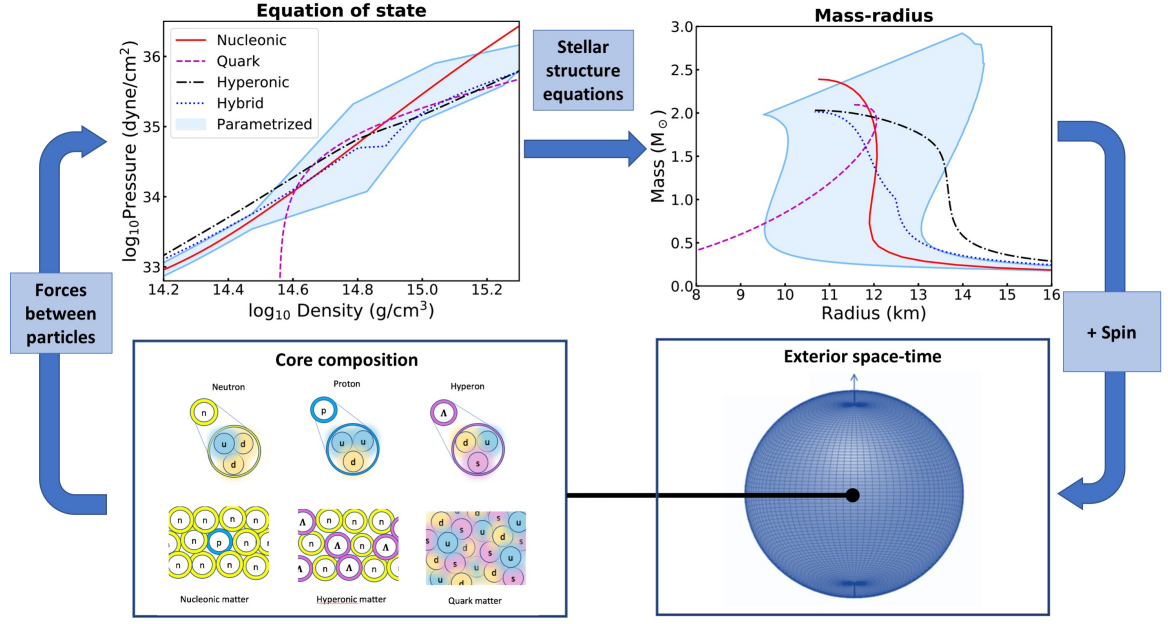 Equation of state
log₁₀Pressure (dyne/cm²)
36
35
34
33
Nucleonic
Quark
Hyperonic
Hybrid
Parametrized
14.2 14.4 14.6 14.8 15.0 15.2
log₁₀ Density (g/cm³)
Stellar
structure
equations
Mass-radius
Mass (M☉)
3.0
2.5
2.0
1.5
1.0
0.5
0.0
8 9 10 11 12 13 14 15 16
Radius (km)
Forces
between
particles
+ Spin
Core composition
Neutron Proton Hyperon
n p Λ
u d u u d u
d d s
n n n n Λ n n n Λ
n p n n Λ n Λ
n n n n Λ n Λ n n
d u s u
s d s
u d u
d s d s
u d s u
Nucleonic matter Hyperonic matter Quark matter
Exterior space-time